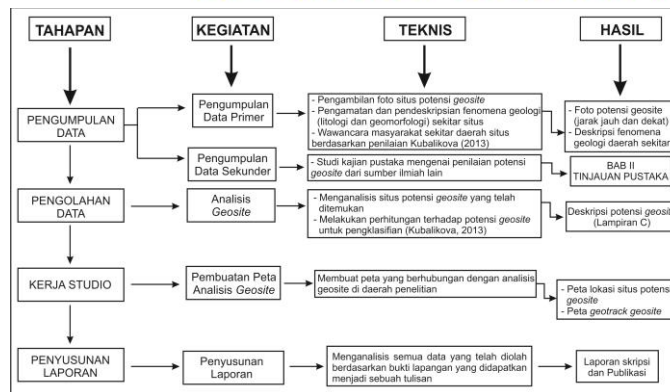 TAHAPAN
KEGIATAN
TEKNIS
HASIL
PENGUMPULAN
DATA
Pengumpulan
Data Primer
- Pengambilan foto situs potensi geosite
- Pengamatan dan pendeskripsian fenomena geologi
(litologi dan geomorfologi) sekitar situs
- Wawancara masyarakat sekitar daerah situs
berdasarkan penilaian Kubalikova (2013)
- Foto potensi geosite
(jarak jauh dan dekat)
- Deskripsi fenomena
geologi daerah sekitar
Pengumpulan
Data Sekunder
- Studi kajian pustaka mengenai penilaian potensi
geosite dari sumber ilmiah lain
BAB II
TINJAUAN PUSTAKA
PENGOLAHAN
DATA
Analisis
Geosite
- Menganalisis situs potensi geosite yang telah
ditemukan
- Melakukan perhitungan terhadap potensi geosite
untuk pengklasifian (Kubalikova, 2013)
Deskripsi potensi geosite
(Lampiran C)
KERJA STUDIO
Pembuatan Peta
Analisis Geosite
Membuat peta yang berhubungan dengan analisis
geosite di daerah penelitian
- Peta lokasi situs potensi
geosite
- Peta geotrack geosite
PENYUSUNAN
LAPORAN
Penyusunan
Laporan
Menganalisis semua data yang telah diolah
berdasarkan bukti lapangan yang didapatkan
menjadi sebuah tulisan
Laporan skripsi
dan Publikasi